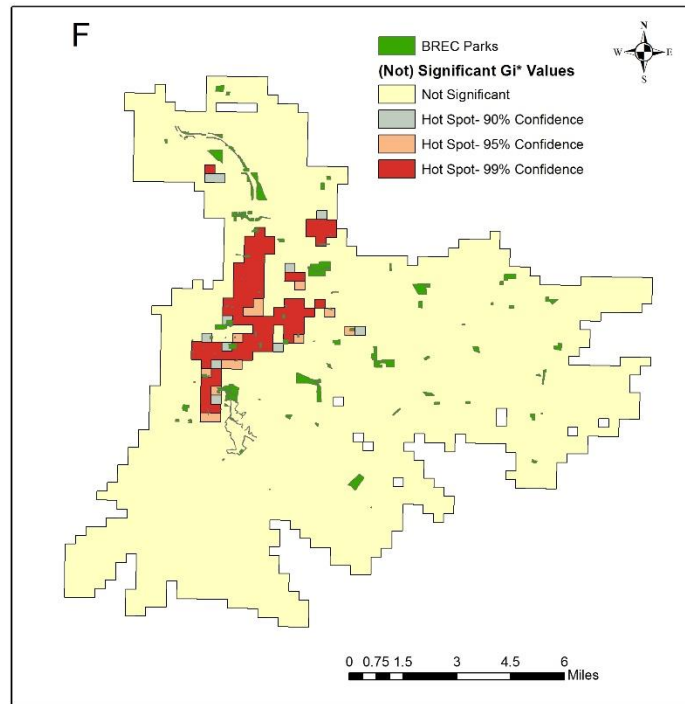 F
BREC Parks
(Not) Significant Gi* Values
Not Significant
Hot Spot- 90% Confidence
Hot Spot- 95% Confidence
Hot Spot- 99% Confidence
N
W E
S
0 0.75 1.5 3 4.5 6
Miles